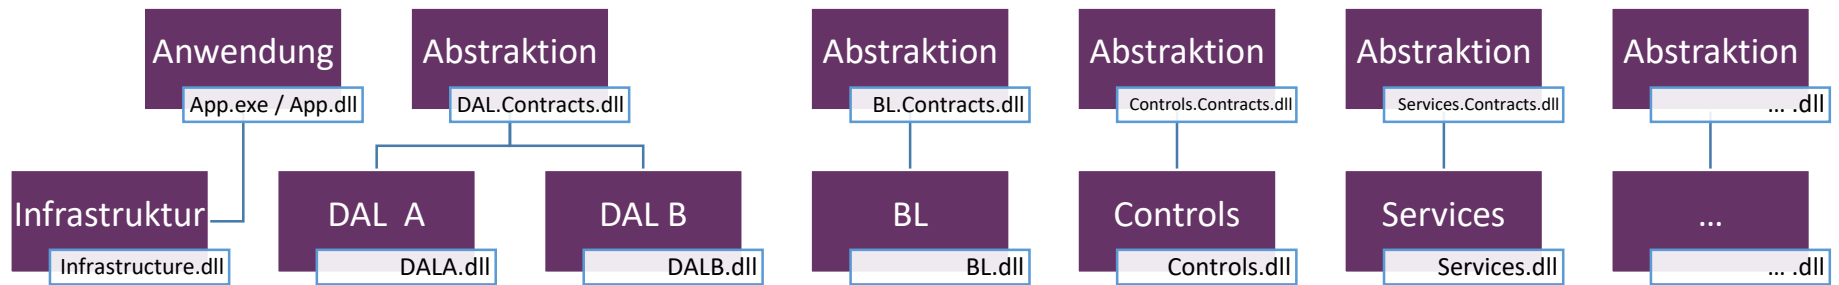 Anwendung
App.exe / App.dll
Abstraktion
DAL.Contracts.dll
Abstraktion
BL.Contracts.dll
Abstraktion
Controls.Contracts.dll
Abstraktion
Services.Contracts.dll
Abstraktion
... .dll
Infrastruktur
Infrastructure.dll
DAL A
DALA.dll
DAL B
DALB.dll
BL
BL.dll
Controls
Controls.dll
Services
Services.dll
...
... .dll